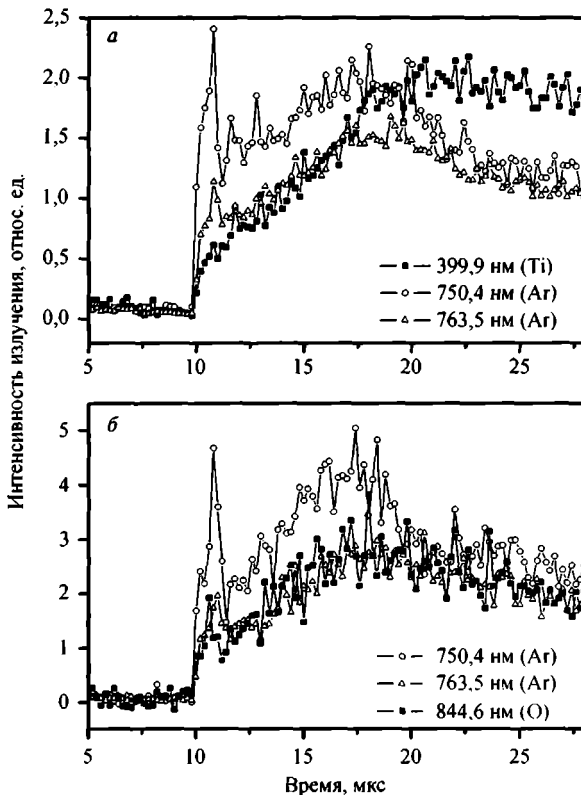 Интенсивность излучения, относ. ед.
а
2,5
2,0
1,5
1,0
0,5
0,0
399,9 нм (Ti)
750,4 нм (Ar)
763,5 нм (Ar)
5 10 15 20 25
б
5
4
3
2
1
0
750,4 нм (Ar)
763,5 нм (Ar)
844,6 нм (O)
5 10 15 20 25
Время, мкс